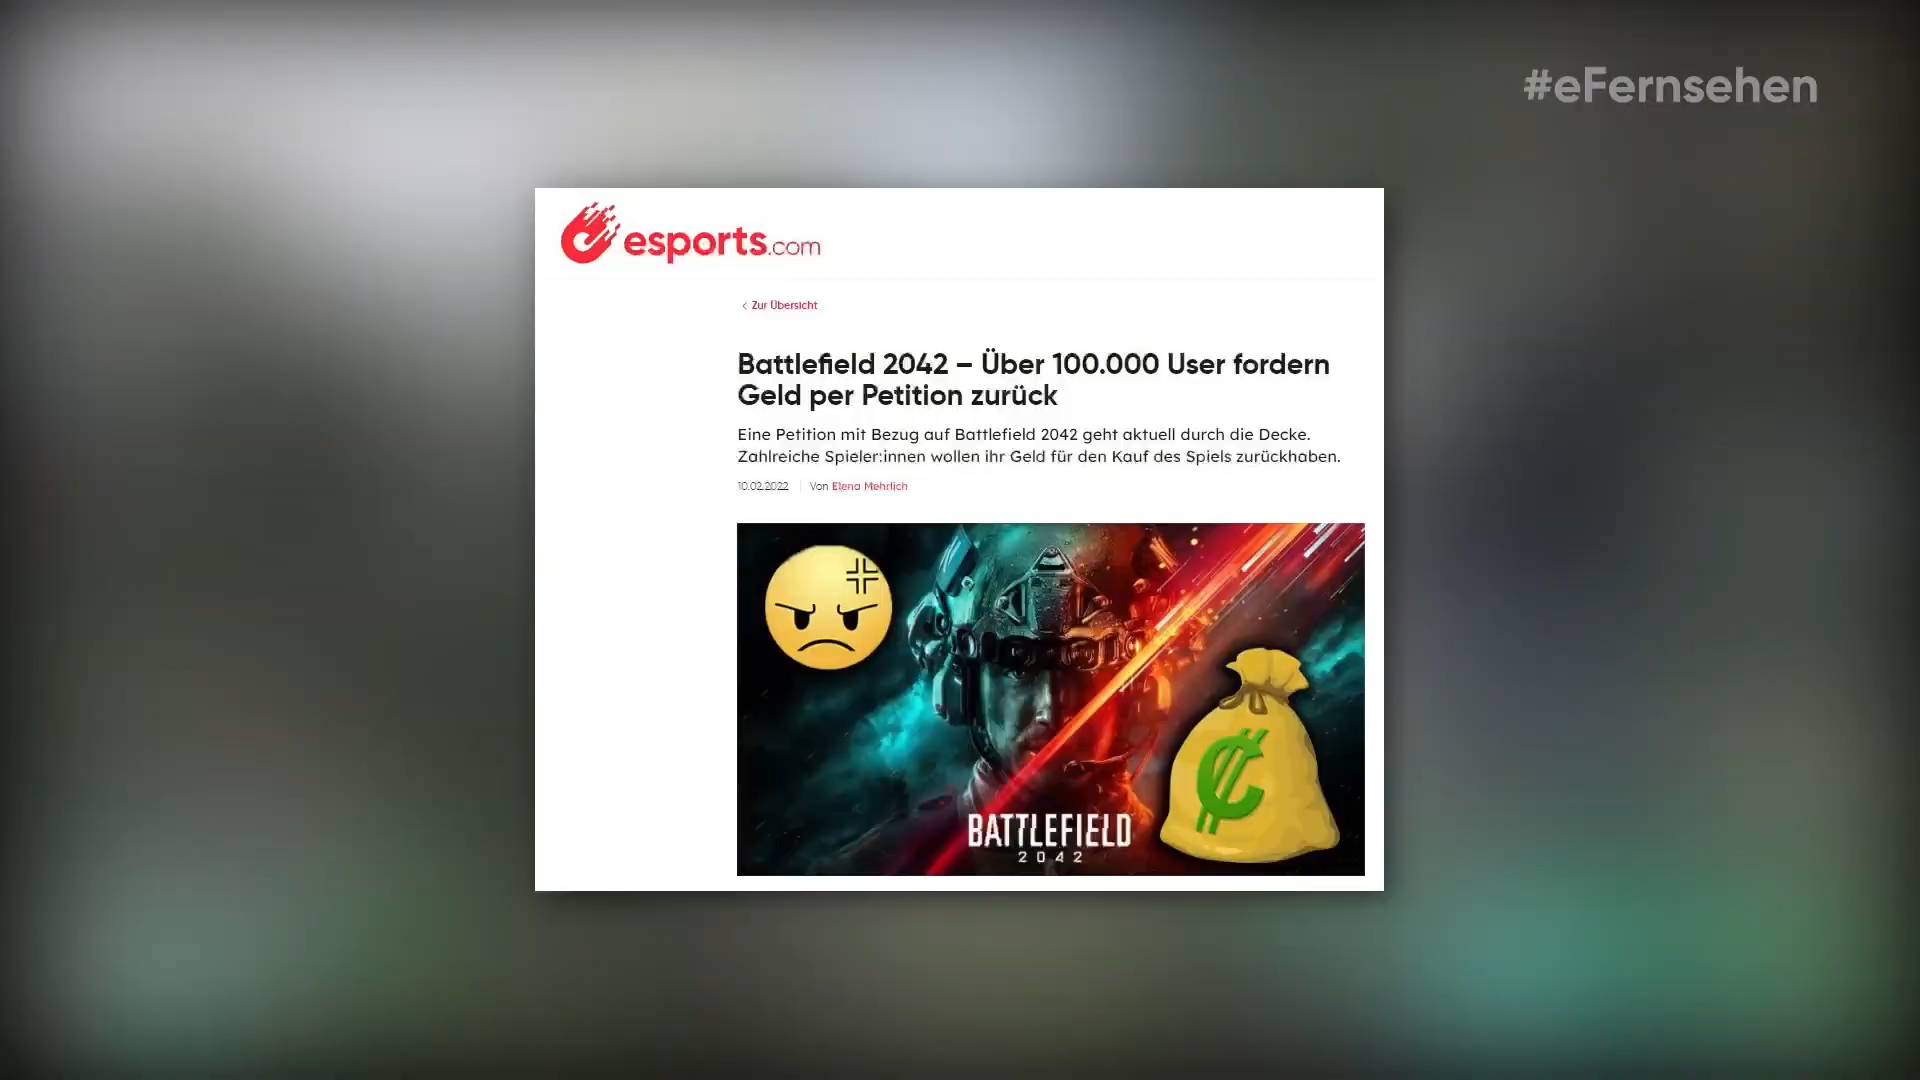 #eFernsehen
esports.com
< Zur Übersicht
Battlefield 2042 – Über 100.000 User fordern
Geld per Petition zurück
Eine Petition mit Bezug auf Battlefield 2042 geht aktuell durch die Decke.
Zahlreiche Spieler:innen wollen ihr Geld für den Kauf des Spiels zurückhaben.
10.02.2022 | Von Elena Mehrlich
BATTLEFIELD
2042